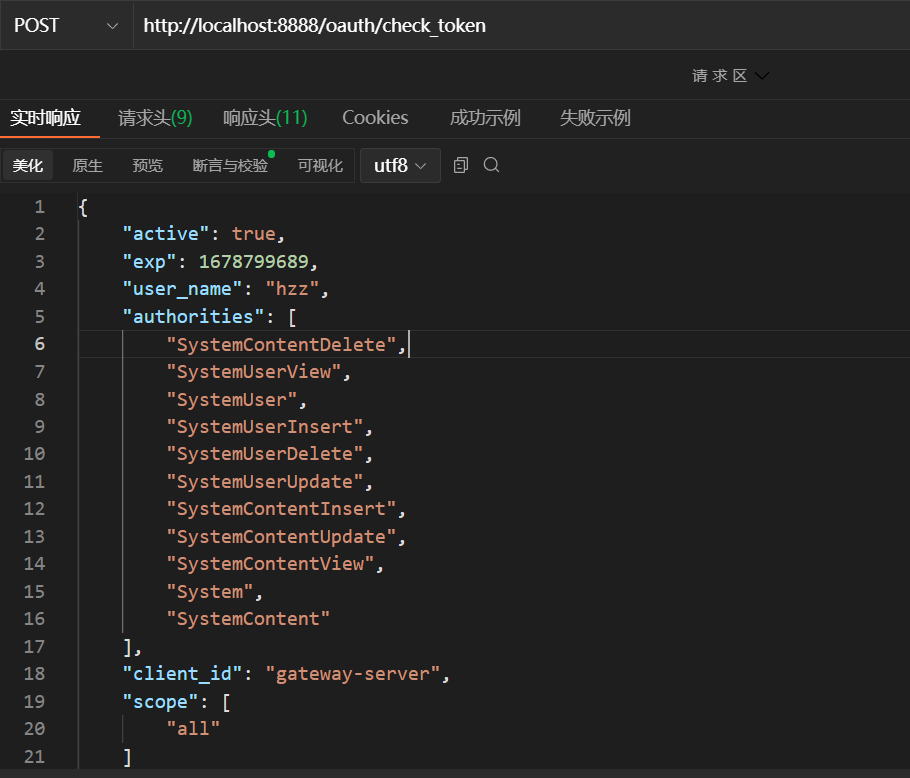 POST http://localhost:8888/oauth/check_token
请求区
实时响应 请求头(9) 响应头(11) Cookies 成功示例 失败示例
美化 原生 预览 断言与校验 可视化 utf8
1 {
2 "active": true,
3 "exp": 1678799689,
4 "user_name": "hzz",
5 "authorities": [
6 "SystemContentDelete",
7 "SystemUserView",
8 "SystemUser",
9 "SystemUserInsert",
10 "SystemUserDelete",
11 "SystemUserUpdate",
12 "SystemContentInsert",
13 "SystemContentUpdate",
14 "SystemContentView",
15 "System",
16 "SystemContent"
17 ],
18 "client_id": "gateway-server",
19 "scope": [
20 "all"
21 ]